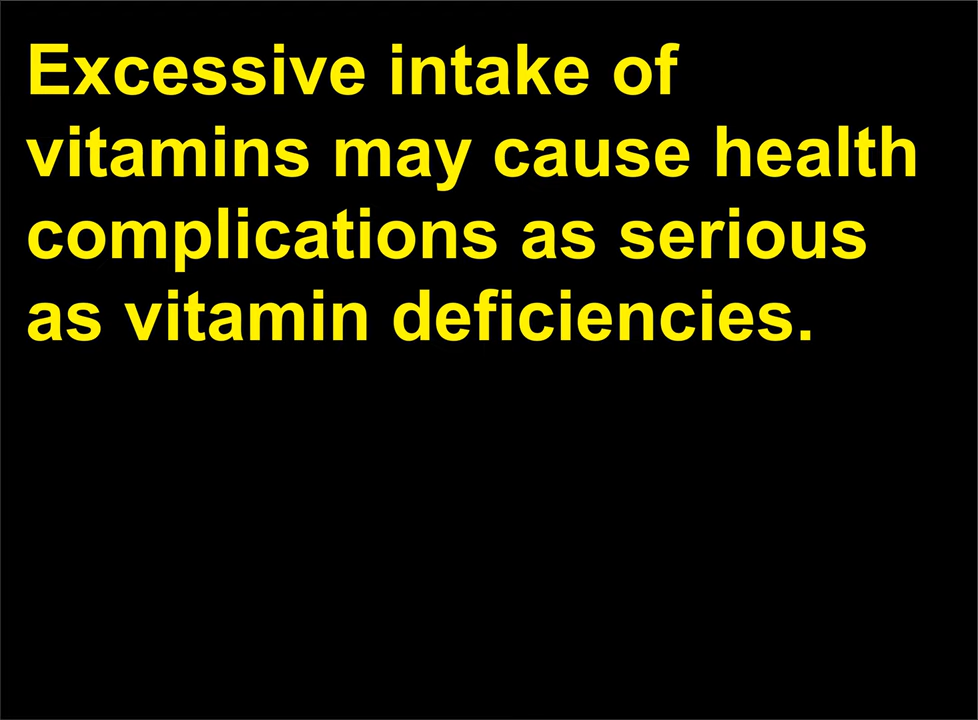 Excessive intake of
vitamins may cause health
complications as serious
as vitamin deficiencies.